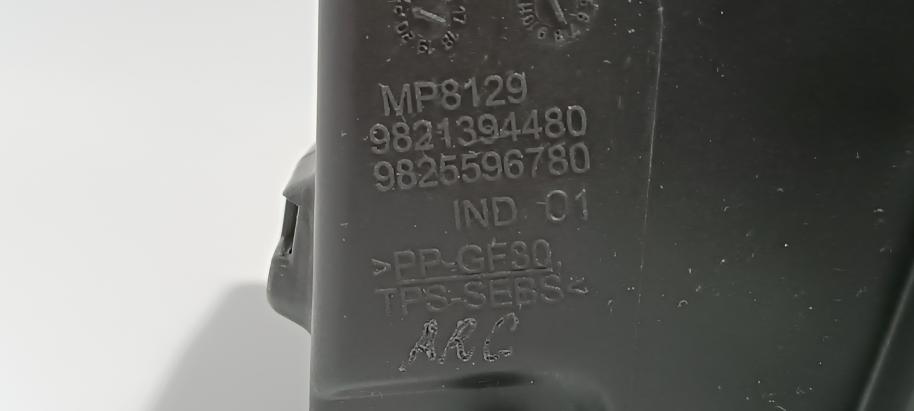 MP8129
9821394480
9825596780
IND 01
>PP-GF30,
TPS-SEBS<
ARC